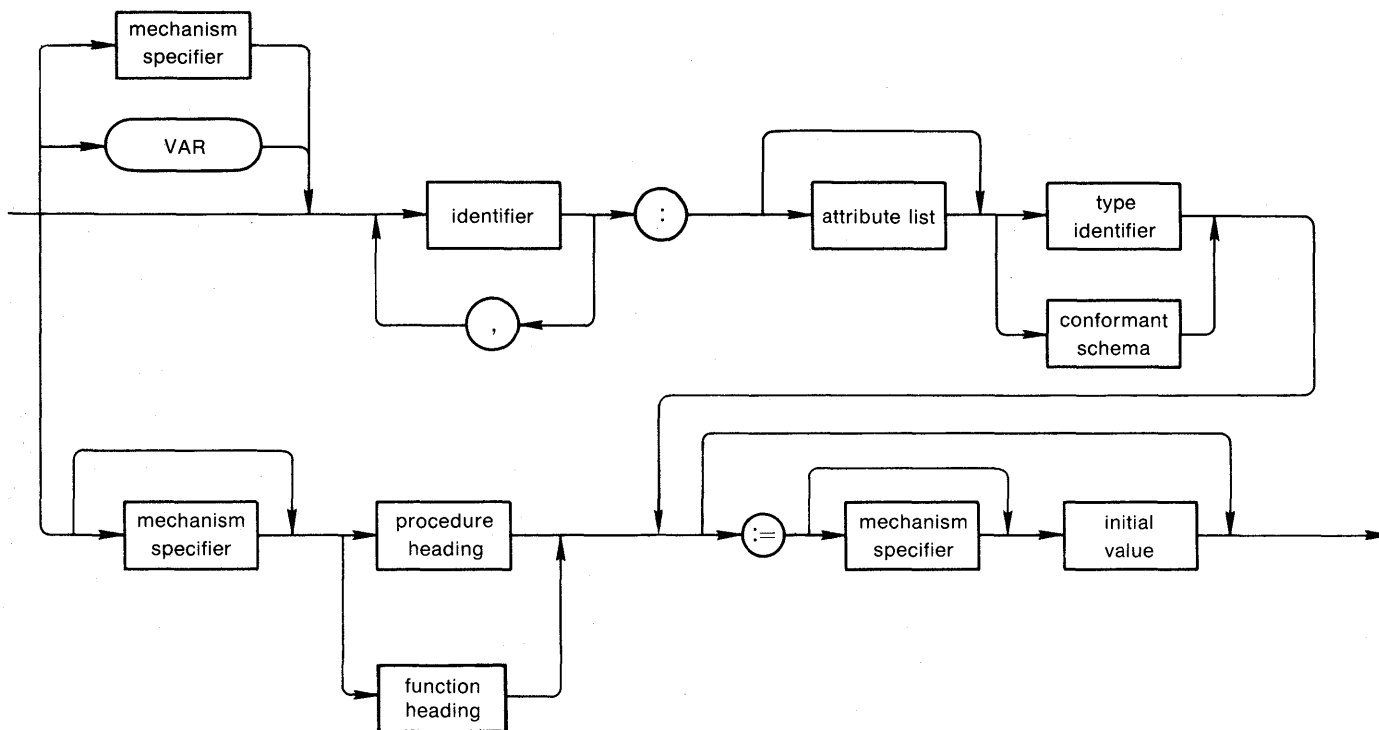 mechanism
specifier
VAR
identifier
:
attribute list
type
identifier
,
conformant
schema
mechanism
specifier
procedure
heading
:=
mechanism
specifier
initial
value
function
heading